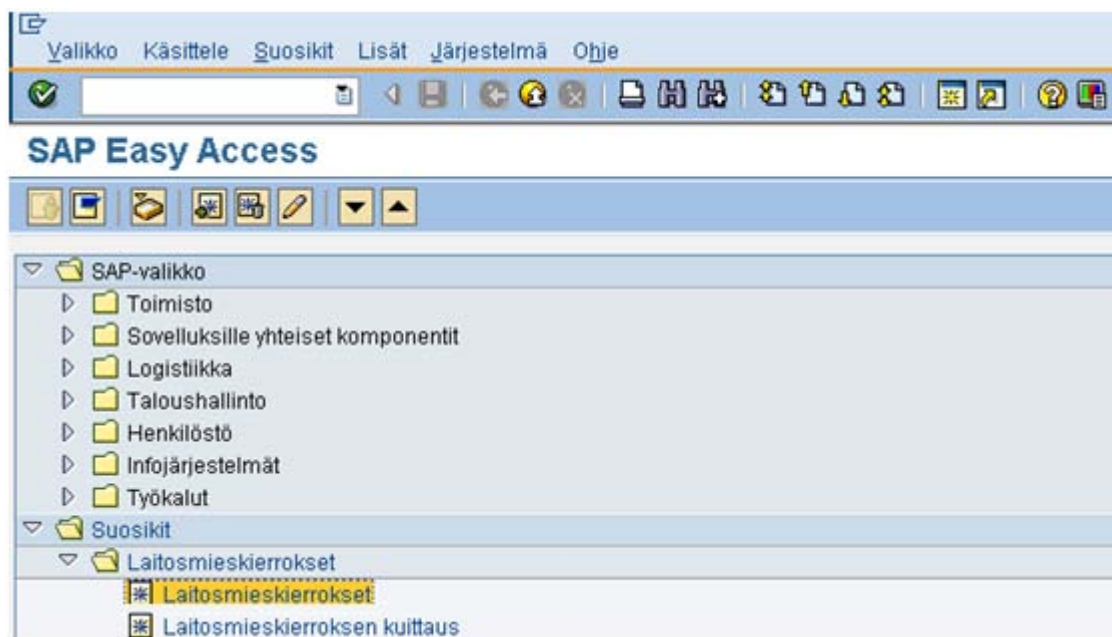 Valikko Käsittele Suosikit Lisät Järjestelmä Ohje
SAP Easy Access
SAP-valikko
Toimisto
Sovelluksille yhteiset komponentit
Logistiikka
Taloushallinto
Henkilöstö
Infojärjestelmät
Työkalut
Suosikit
Laitosmieskierrokset
Laitosmieskierrokset
Laitosmieskierroksen kuittaus